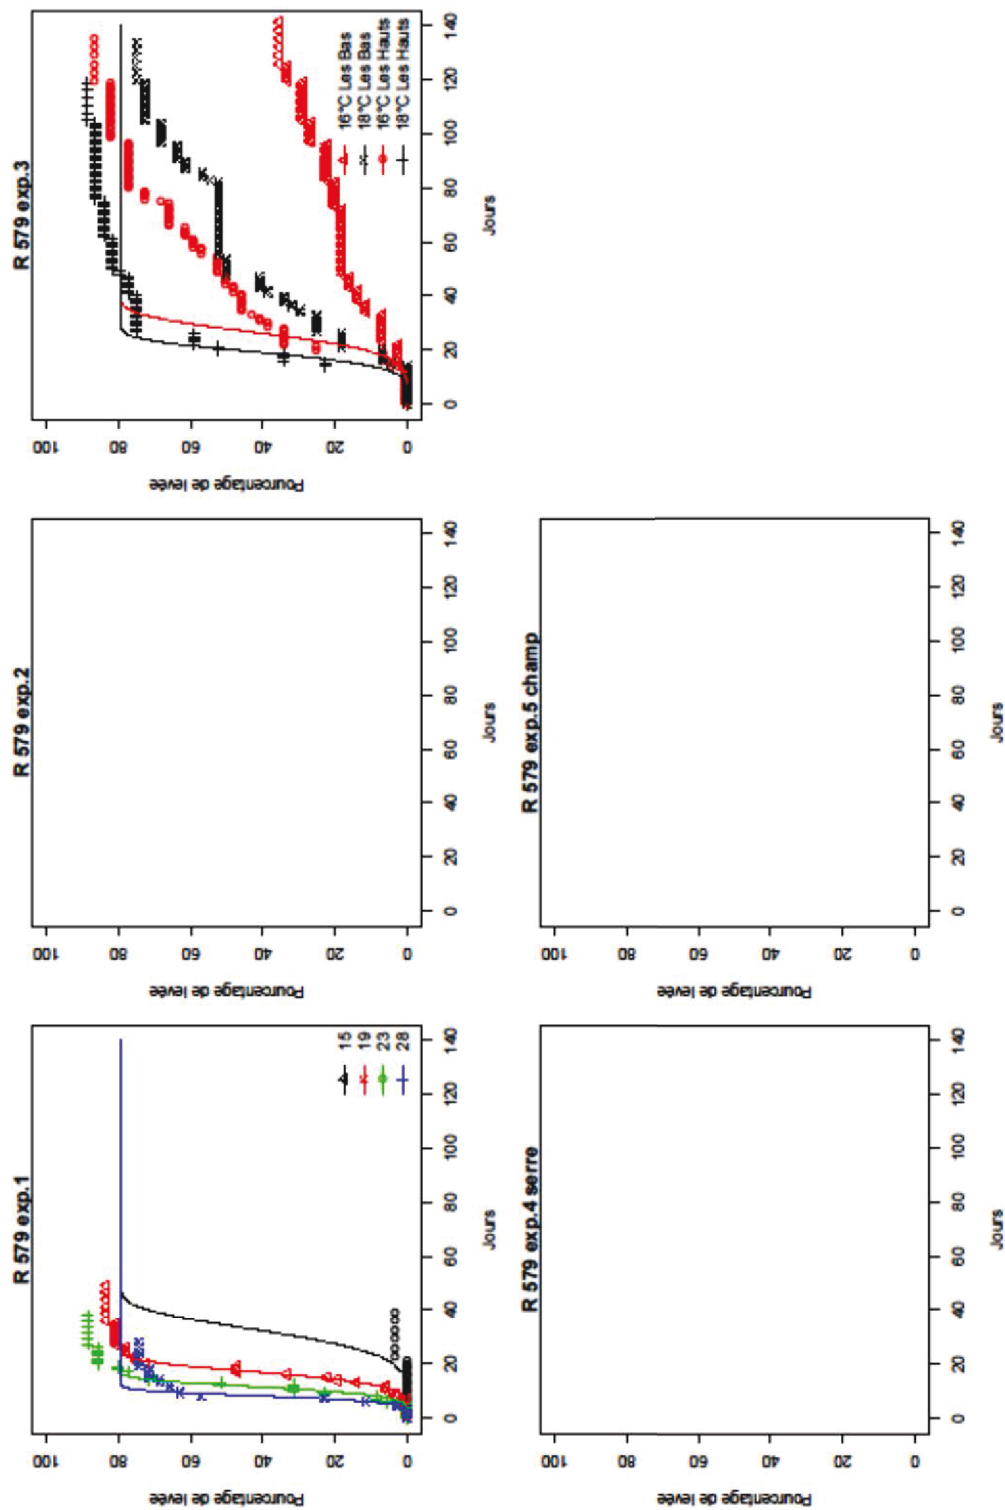 R 579 exp.1
Pourcentage de levée
100
80
60
40
20
0
15
19
23
28
0 20 40 60 80 100 120 140
Jours
R 579 exp.2
Pourcentage de levée
100
80
60
40
20
0
0 20 40 60 80 100 120 140
Jours
R 579 exp.3
Pourcentage de levée
100
80
60
40
20
0
16°C Les Bas
18°C Les Bas
16°C Les Hauts
18°C Les Hauts
0 20 40 60 80 100 120 140
Jours
R 579 exp.4 serre
Pourcentage de levée
100
80
60
40
20
0
0 20 40 60 80 100 120 140
Jours
R 579 exp.5 champ
Pourcentage de levée
100
80
60
40
20
0
0 20 40 60 80 100 120 140
Jours